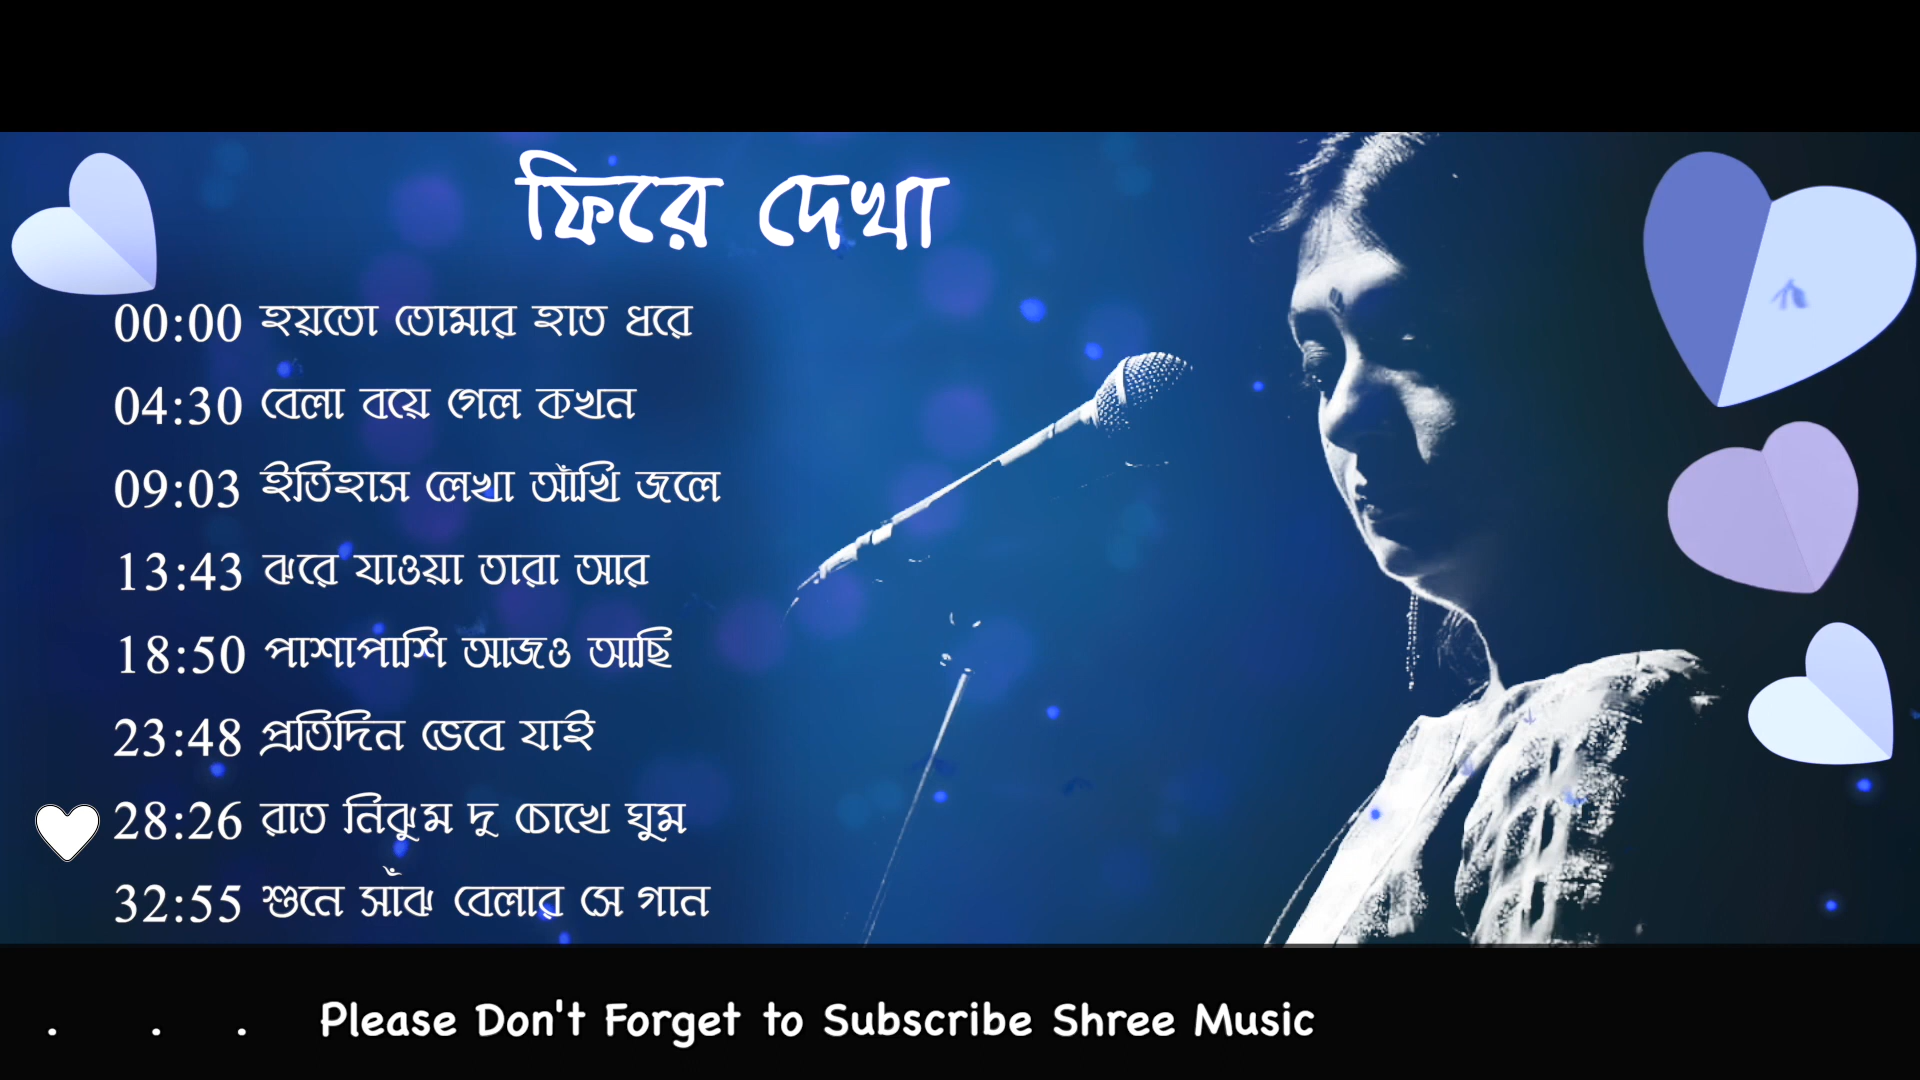 ফিরে দেখা
00:00 হয়তো তোমার হাত ধরে
04:30 বেলা বয়ে গেল কখন
09:03 ইতিহাস লেখা আঁখি জলে
13:43 ঝরে যাওয়া তারা আর
18:50 পাশাপাশি আজও আছি
23:48 প্রতিদিন ভেবে যাই
28:26 রাত নিঝুম দু চোখে ঘুম
32:55 শুনে সাঁঝ বেলার সে গান
. . . Please Don't Forget to Subscribe Shree Music